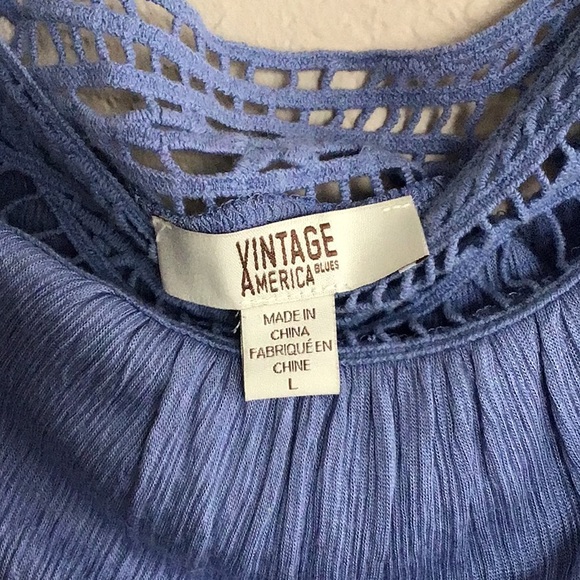 VINTAGE
AMERICA BLUES
MADE IN
CHINA
FABRIQUÉ EN
CHINE
L